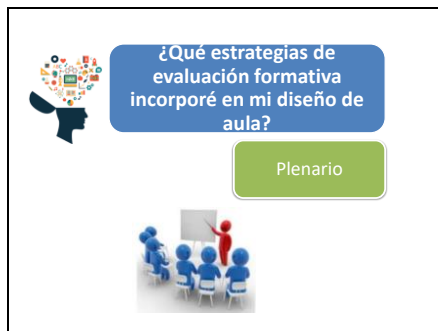 ¿Qué estrategias de
evaluación formativa
incorporé en mi diseño de
aula?
Plenario